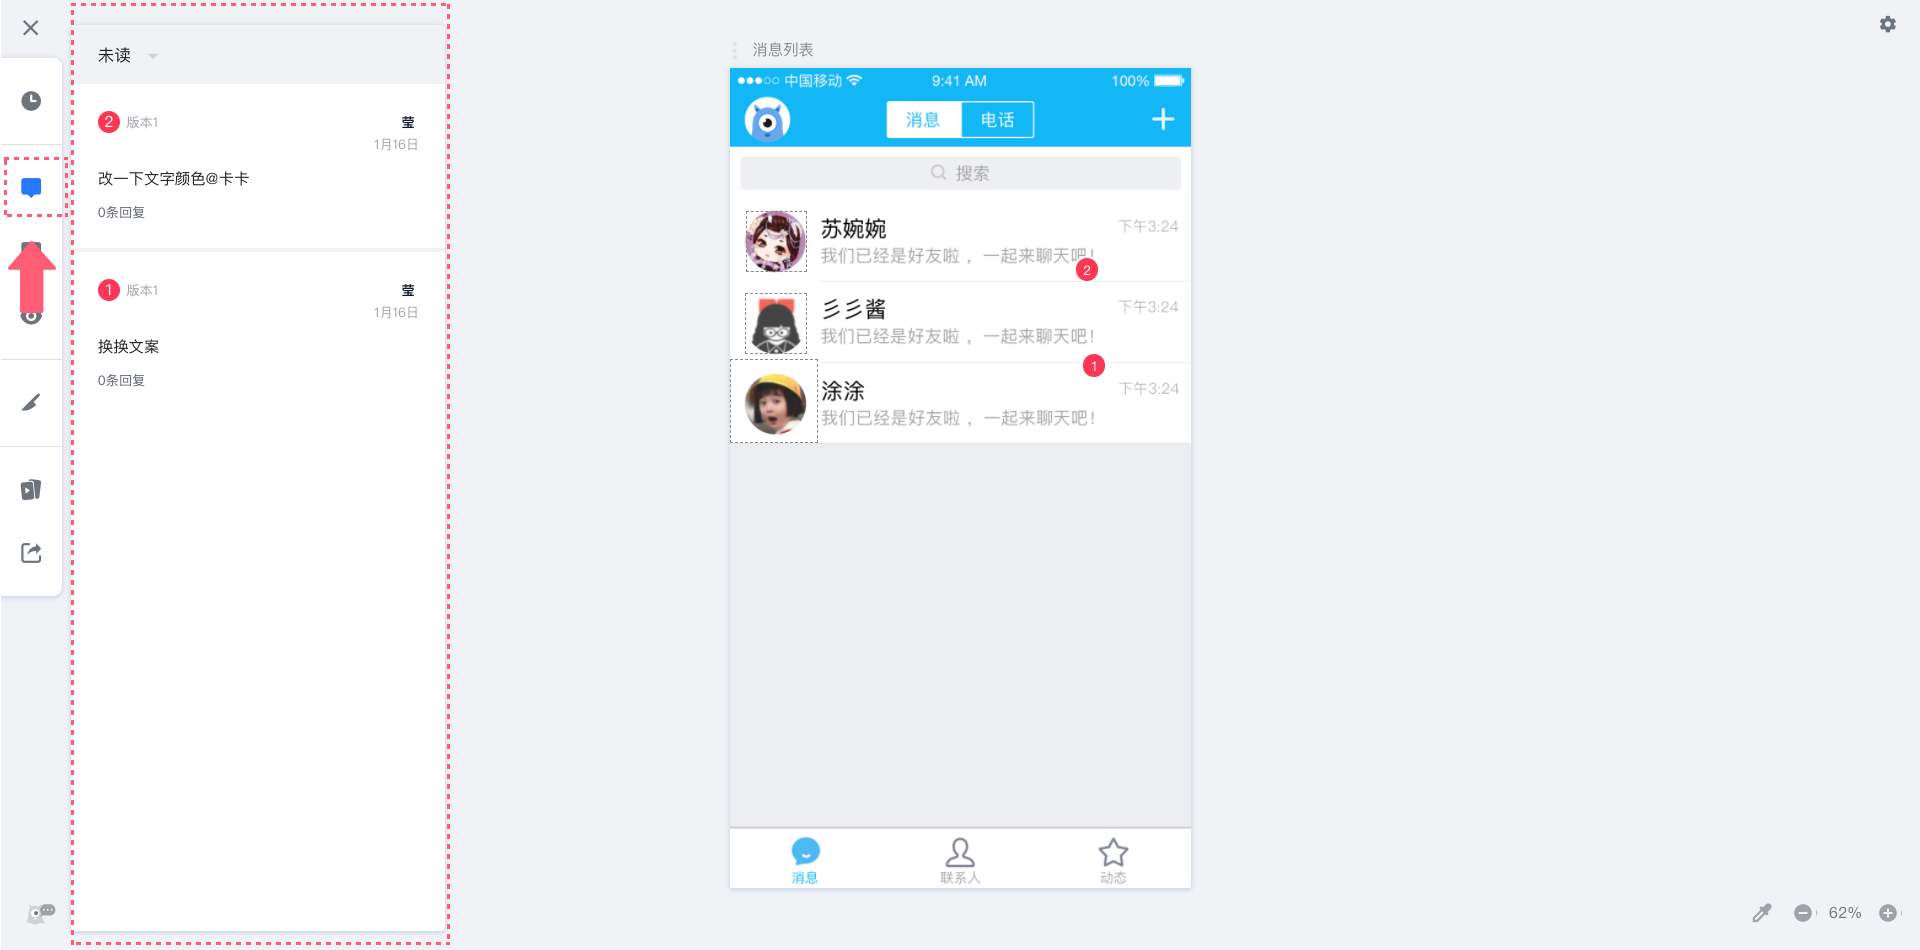 未读
2 版本1 莹
1月16日
改一下文字颜色@卡卡
0条回复
1 版本1 莹
1月16日
换换文案
0条回复
消息列表
中国移动 9:41 AM 100%
消息 电话
搜索
苏婉婉 下午3:24
我们已经是好友啦，一起来聊天吧！
2
彡彡酱 下午3:24
我们已经是好友啦，一起来聊天吧！
1
涂涂 下午3:24
我们已经是好友啦，一起来聊天吧！
消息 联系人 动态
62%